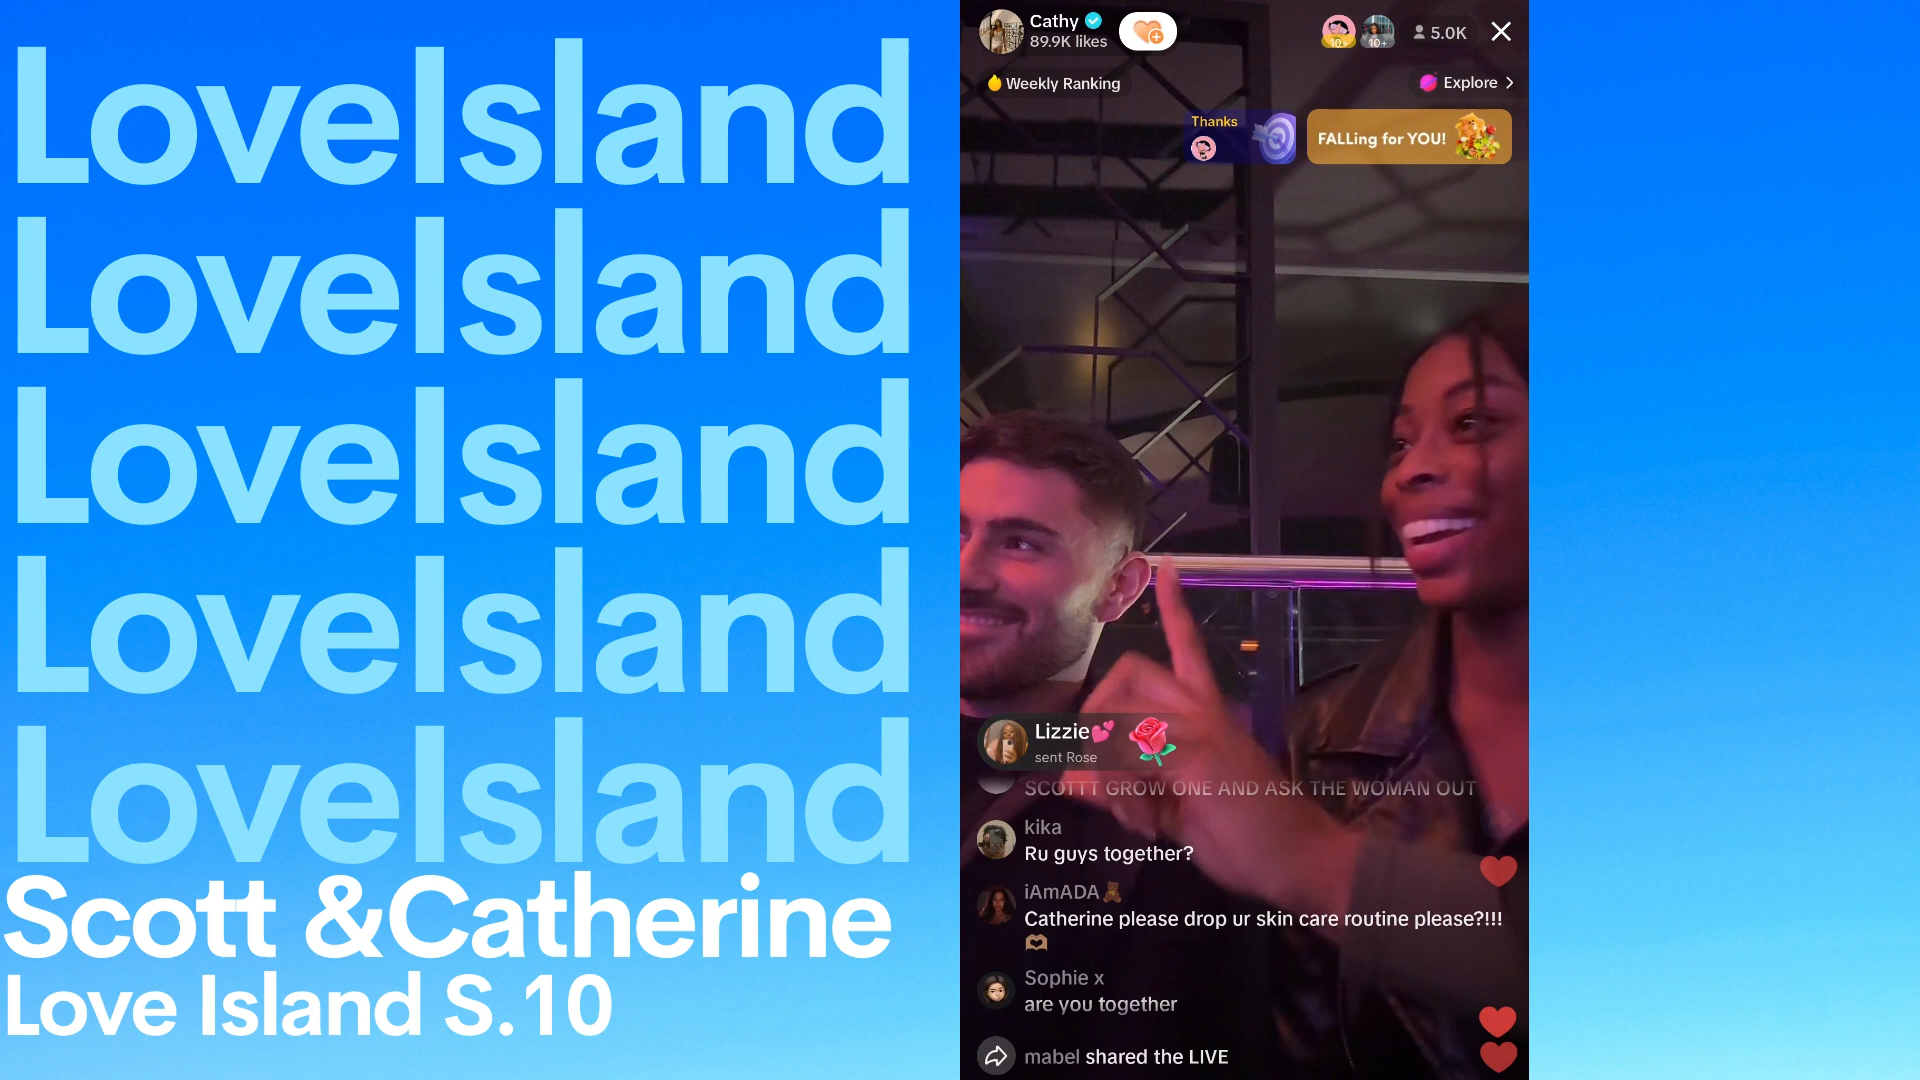 LoveIsland
LoveIsland
LoveIsland
LoveIsland
LoveIsland
Scott &Catherine
Love Island S.10
Cathy
89.9K likes
10+
10+
5.0K
Weekly Ranking
Explore
Thanks
FALLing for YOU!
Lizzie💕
sent Rose
SCOTTT GROW ONE AND ASK THE WOMAN OUT
kika
Ru guys together?
iAmADA🧸
Catherine please drop ur skin care routine please?!!!
🫶🏽
Sophie x
are you together
mabel shared the LIVE